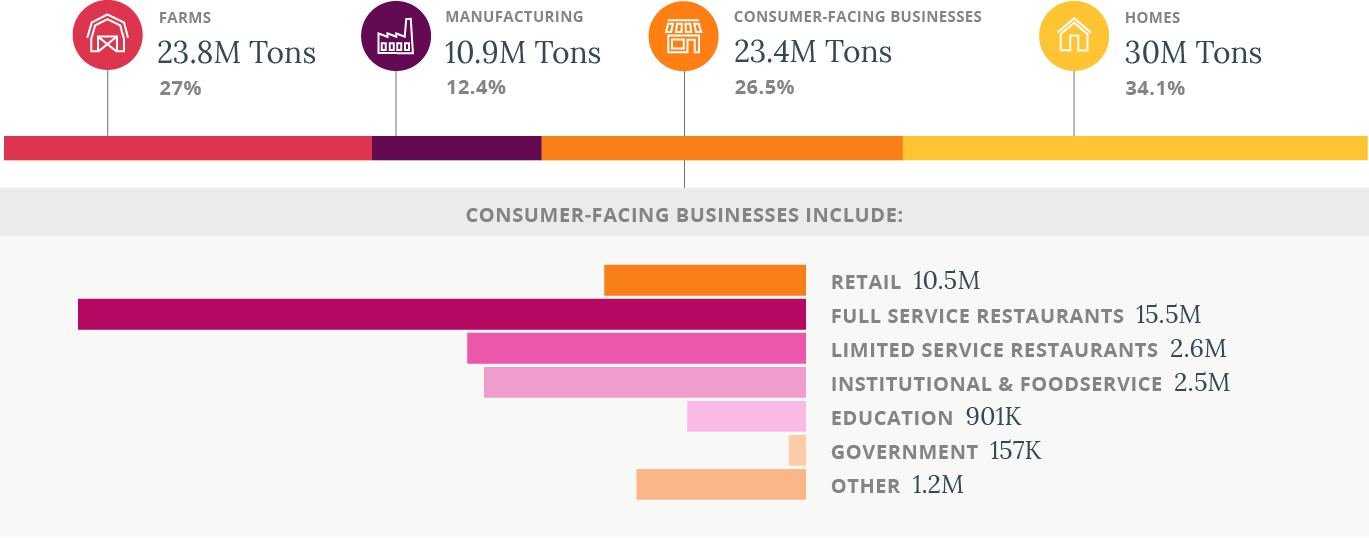 FARMS
23.8M Tons
27%
MANUFACTURING
10.9M Tons
12.4%
CONSUMER-FACING BUSINESSES
23.4M Tons
26.5%
HOMES
30M Tons
34.1%
CONSUMER-FACING BUSINESSES INCLUDE:
RETAIL 10.5M
FULL SERVICE RESTAURANTS 15.5M
LIMITED SERVICE RESTAURANTS 2.6M
INSTITUTIONAL & FOODSERVICE 2.5M
EDUCATION 901K
GOVERNMENT 157K
OTHER 1.2M